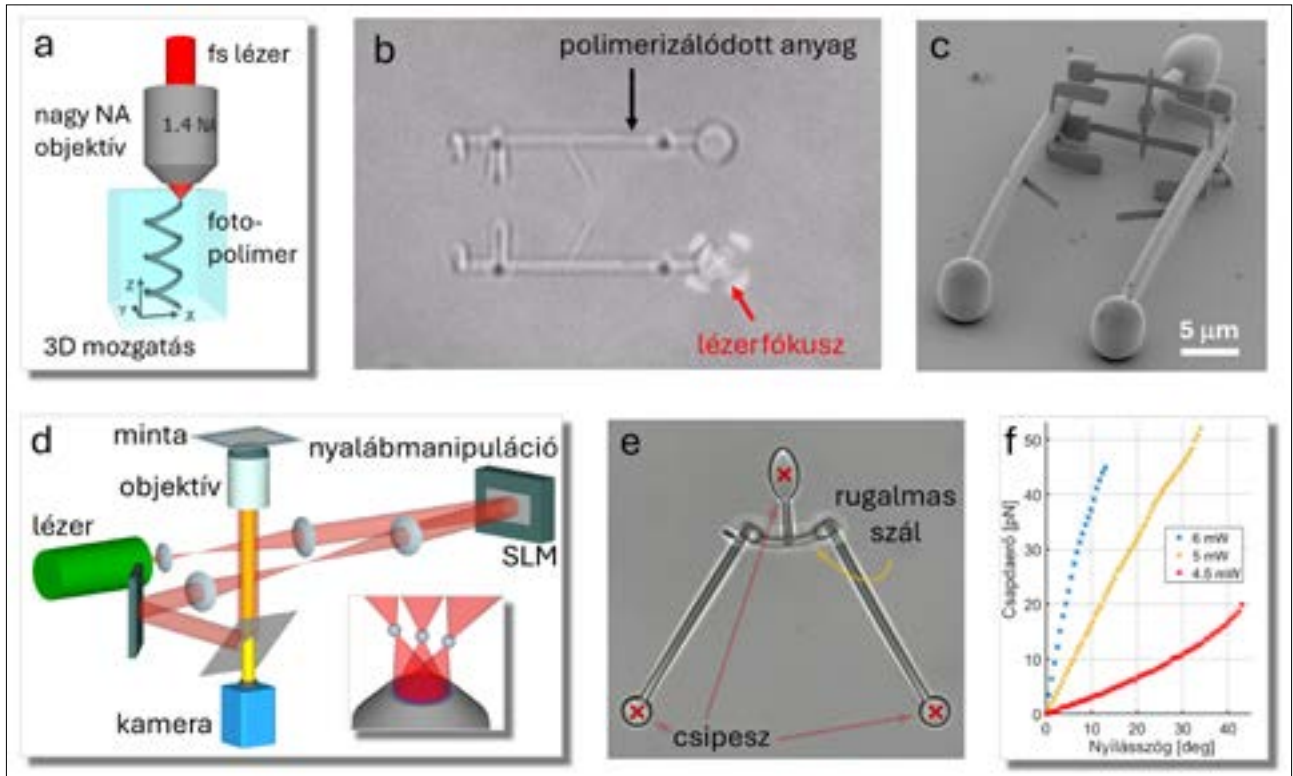 a
fs lézer
nagy NA
objektív
1.4 NA
foto-
polimer
Z
Y
X
3D mozgatás
b
polimerizálódott anyag
lézerfókusz
c
5 µm
d
minta
nyalábmanipuláció
objektív
lézer
SLM
kamera
e
rugalmas
szál
csipesz
f
Csapdaerő [pN]
50
40
30
20
10
0
6 mW
5 mW
4.5 mW
0 10 20 30 40
Nyílásszög [deg]